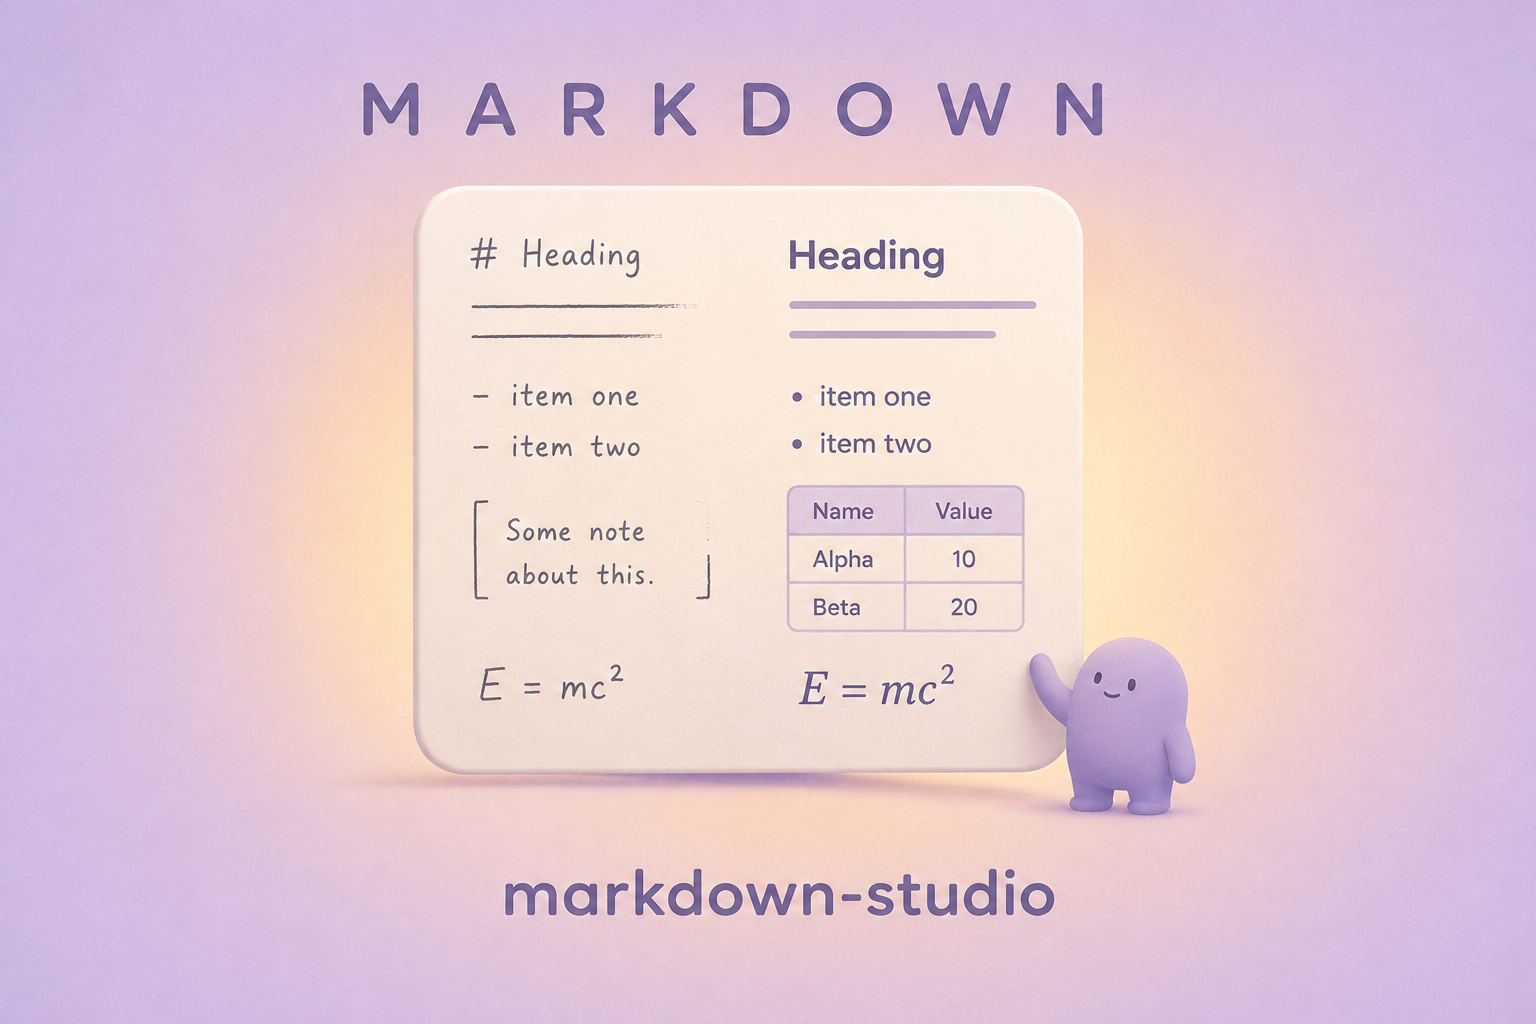 MARKDOWN
# Heading
- item one
- item two
Some note
about this.
E = mc²
Heading
• item one
• item two
Name Value
Alpha 10
Beta 20
E = mc²
markdown-studio